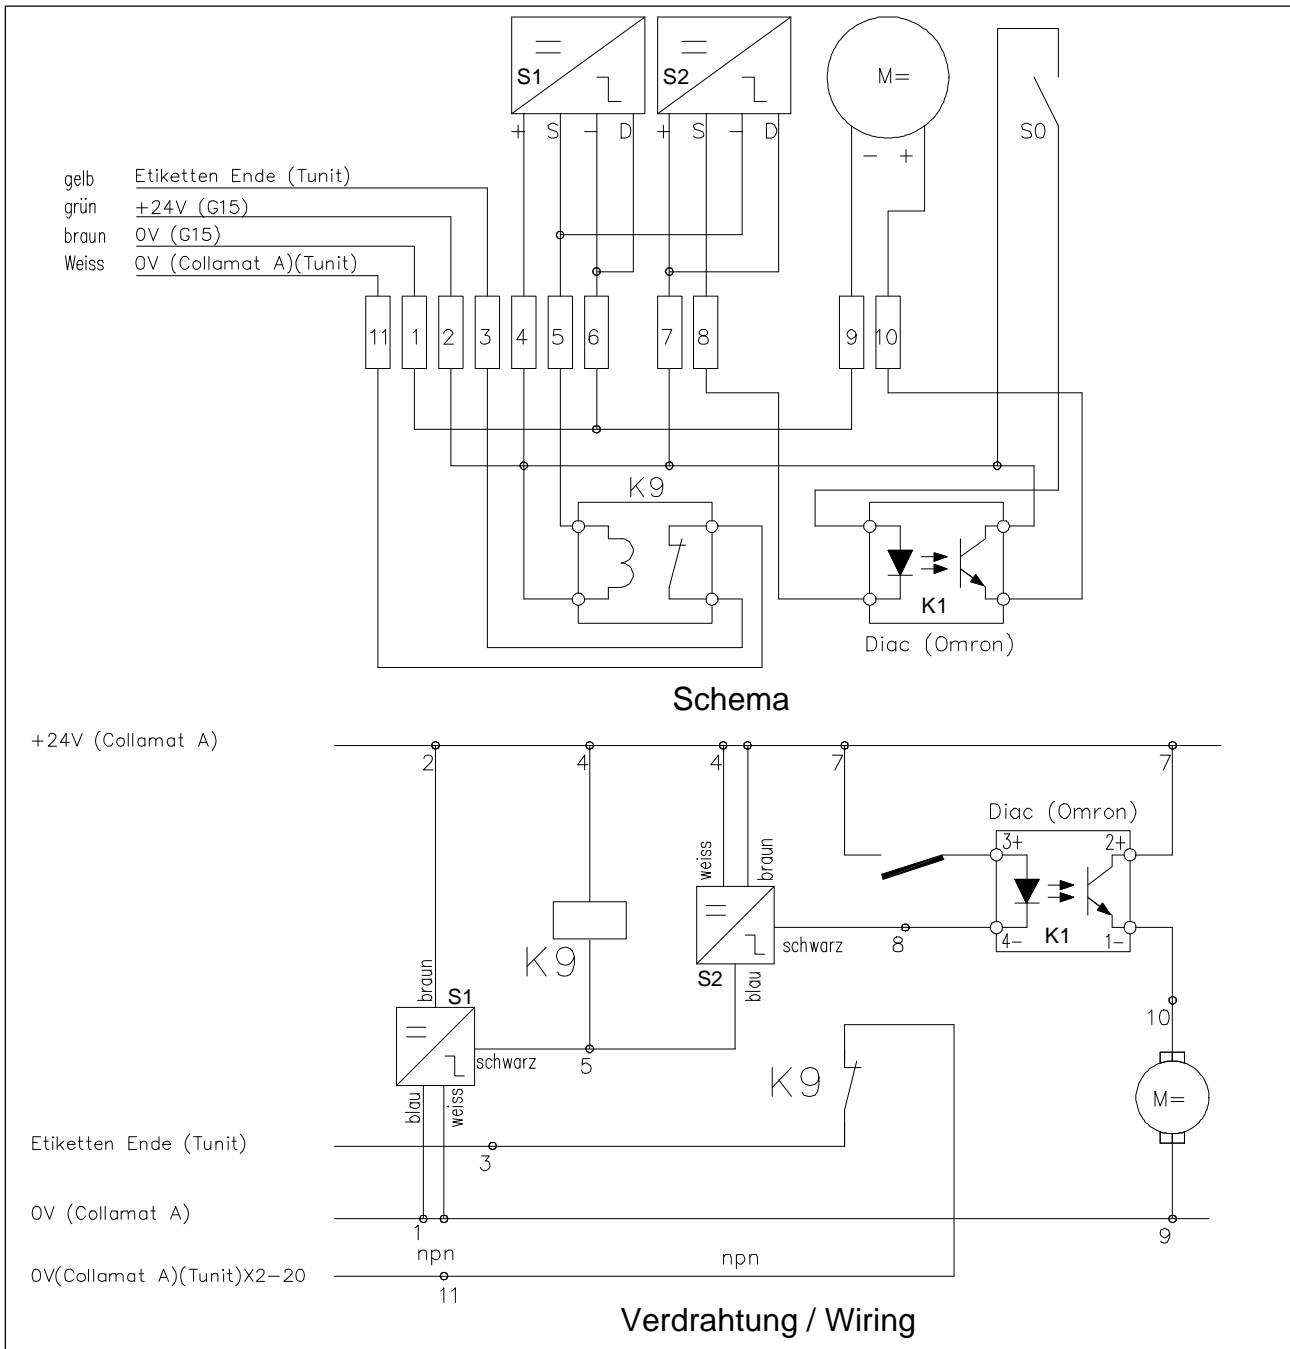 S1 S2 M=
S0
+ S - D + S - D
- +
gelb Etiketten Ende (Tunit)
grün +24V (G15)
braun 0V (G15)
Weiss 0V (Collamat A)(Tunit)
11 1 2 3 4 5 6 7 8 9 10
K9
K1
Diac (Omron)
Schema
+24V (Collamat A)
2 4 4 7 7
Diac (Omron)
3+ 2+
weiss braun
schwarz 8 4- K1 1-
K9
S2 blau
braun S1
10
schwarz 5
K9
M=
blau weiss
Etiketten Ende (Tunit)
3
0V (Collamat A)
1 9
npn npn
0V(Collamat A)(Tunit)X2-20
11
Verdrahtung / Wiring